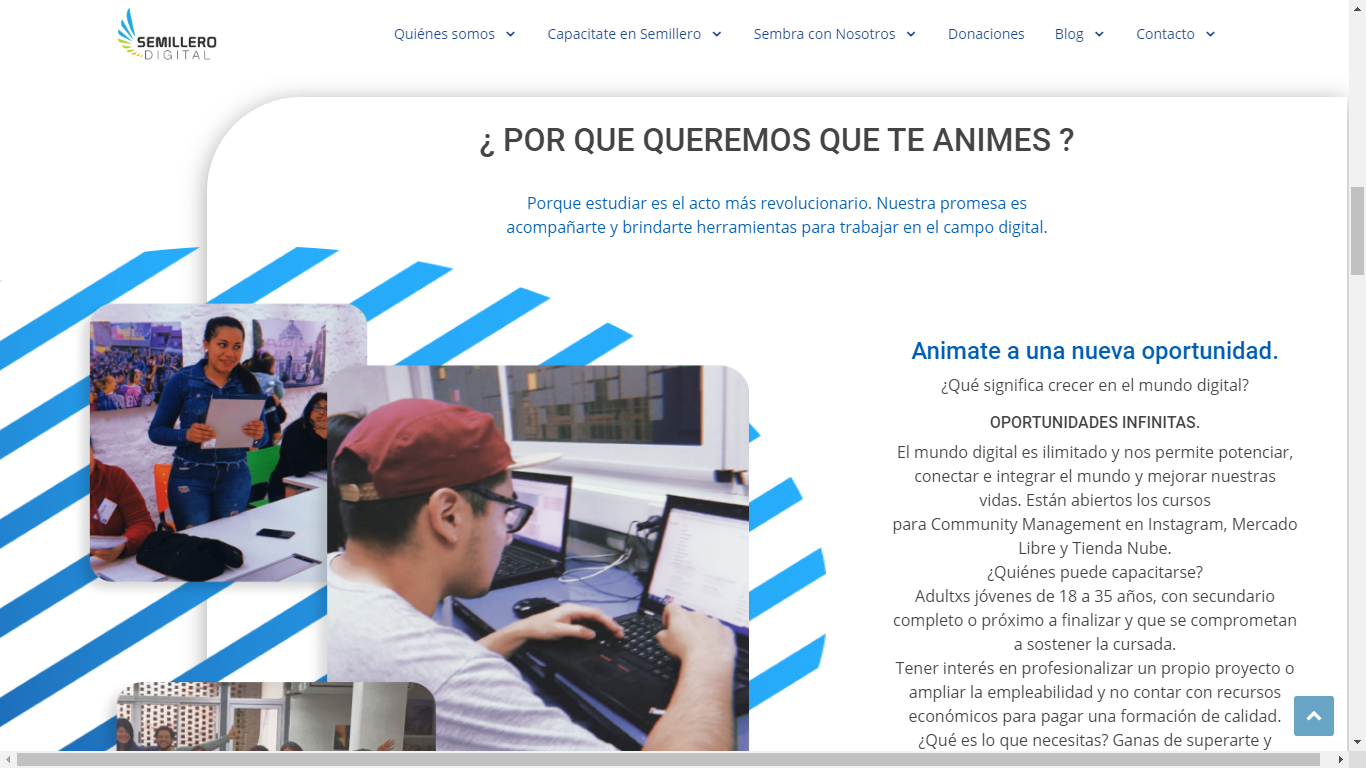 SEMILLERO
DIGITAL
Quiénes somos
Capacitate en Semillero
Sembra con Nosotros
Donaciones
Blog
Contacto
¿ POR QUE QUEREMOS QUE TE ANIMES ?
Porque estudiar es el acto más revolucionario. Nuestra promesa es
acompañarte y brindarte herramientas para trabajar en el campo digital.
Animate a una nueva oportunidad.
¿Qué significa crecer en el mundo digital?
OPORTUNIDADES INFINITAS.
El mundo digital es ilimitado y nos permite potenciar,
conectar e integrar el mundo y mejorar nuestras
vidas. Están abiertos los cursos
para Community Management en Instagram, Mercado
Libre y Tienda Nube.
¿Quiénes puede capacitarse?
Adultxs jóvenes de 18 a 35 años, con secundario
completo o próximo a finalizar y que se comprometan
a sostener la cursada.
Tener interés en profesionalizar un propio proyecto o
ampliar la empleabilidad y no contar con recursos
económicos para pagar una formación de calidad.
¿Qué es lo que necesitas? Ganas de superarte y